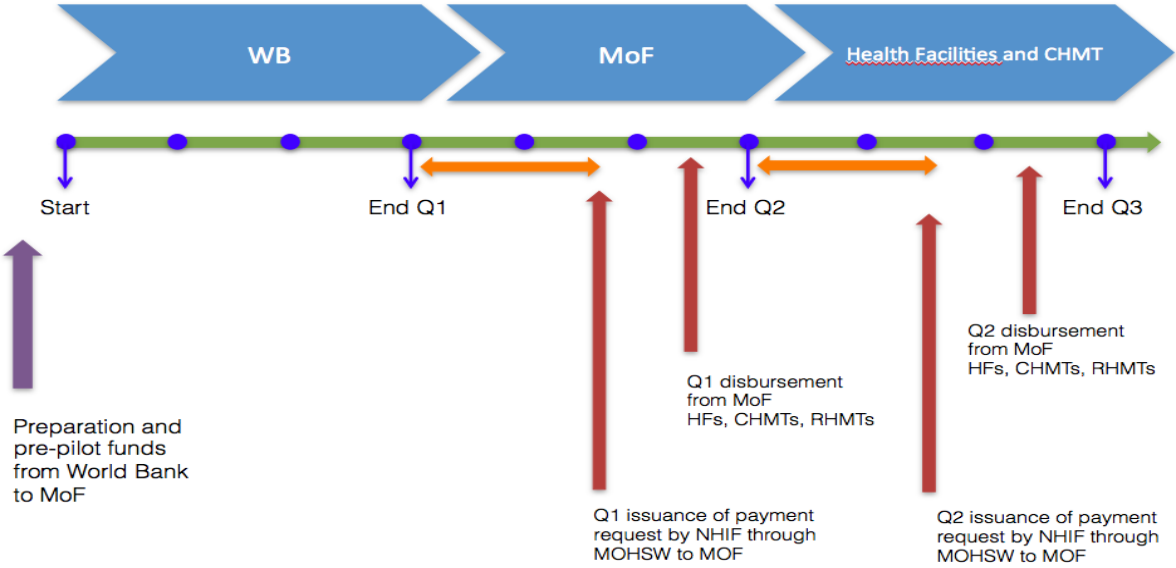 WB
MoF
Health Facilities and CHMT
Start
End Q1
End Q2
End Q3
Preparation and
pre-pilot funds
from World Bank
to MoF
Q1 issuance of payment
request by NHIF through
MOHSW to MOF
Q1 disbursement
from MoF
HFs, CHMTs, RHMTs
Q2 issuance of payment
request by NHIF through
MOHSW to MOF
Q2 disbursement
from MoF
HFs, CHMTs, RHMTs